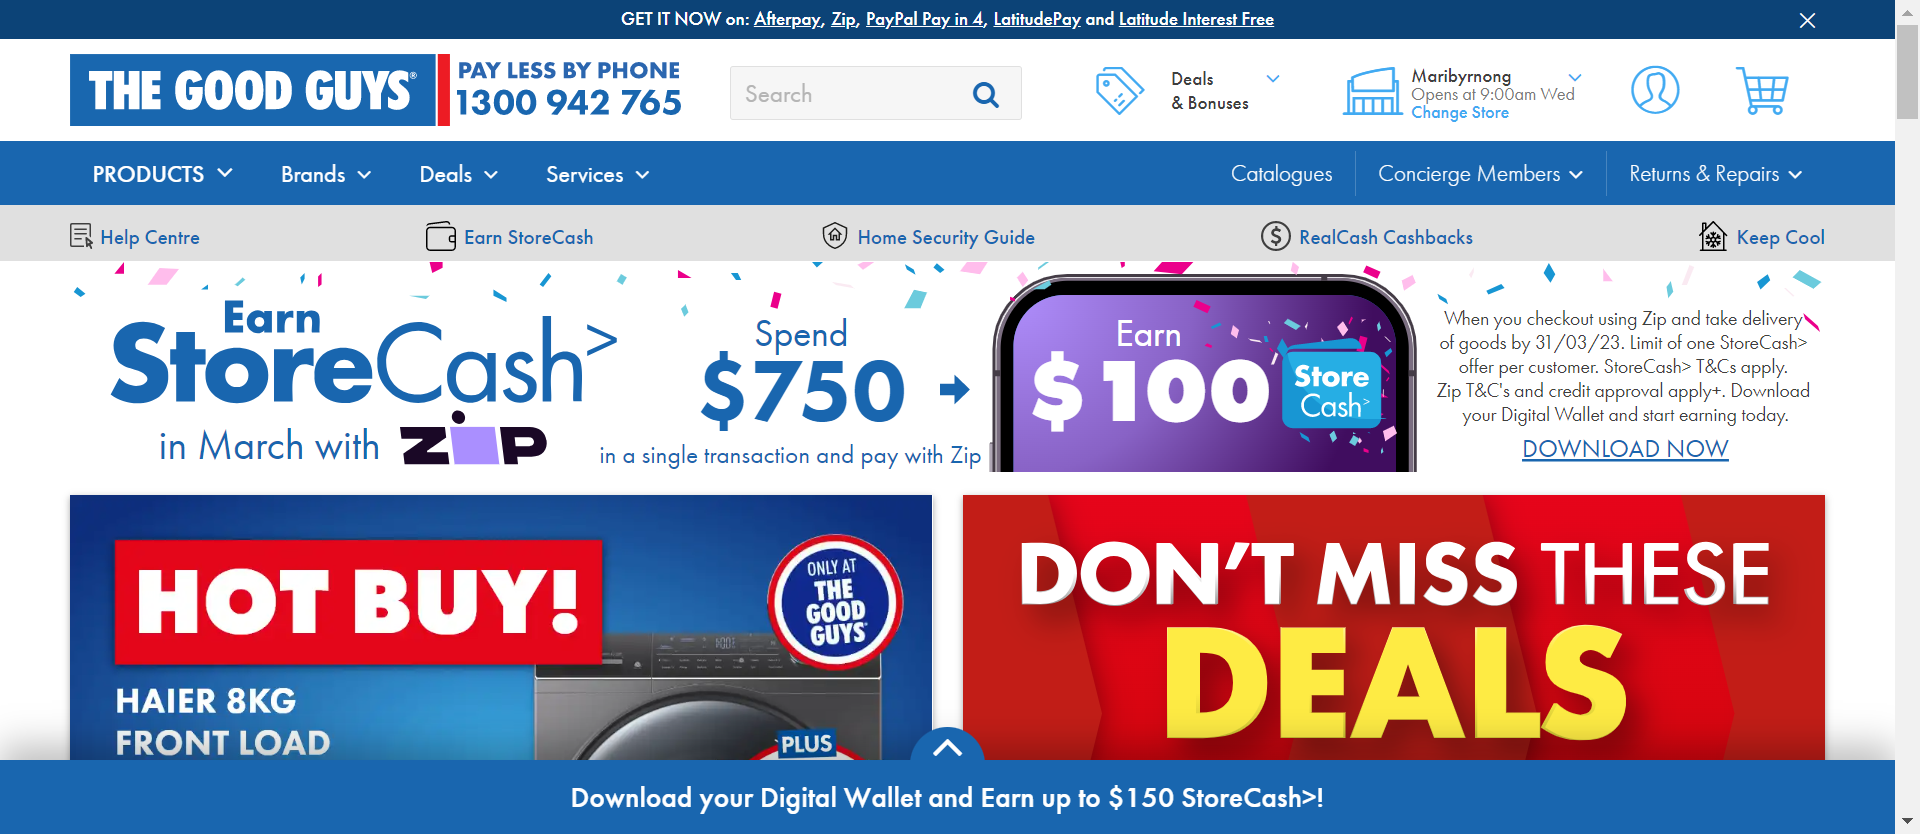 GET IT NOW on: Afterpay, Zip, PayPal Pay in 4, LatitudePay and Latitude Interest Free
THE GOOD GUYS®
PAY LESS BY PHONE
1300 942 765
Search
Deals
& Bonuses
Maribyrnong
Opens at 9:00am Wed
Change Store
PRODUCTS
Brands
Deals
Services
Catalogues
Concierge Members
Returns & Repairs
Help Centre
Earn StoreCash
Home Security Guide
RealCash Cashbacks
Keep Cool
Earn
StoreCash>
in March with ZIP
Spend
$750
in a single transaction and pay with Zip
Earn
$100
Store
Cash>
When you checkout using Zip and take delivery
of goods by 31/03/23. Limit of one StoreCash>
offer per customer. StoreCash> T&Cs apply.
Zip T&C's and credit approval apply+. Download
your Digital Wallet and start earning today.
DOWNLOAD NOW
HOT BUY!
ONLY AT
THE
GOOD
GUYS
HAIER 8KG
FRONT LOAD
PLUS
DON'T MISS THESE
DEALS
Download your Digital Wallet and Earn up to $150 StoreCash>!